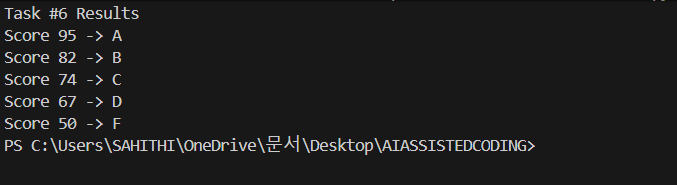 Task #6 Results
Score 95 -> A
Score 82 -> B
Score 74 -> C
Score 67 -> D
Score 50 -> F
PS C:\Users\SAHITHI\OneDrive\문서\Desktop\AIASSISTEDCODING>